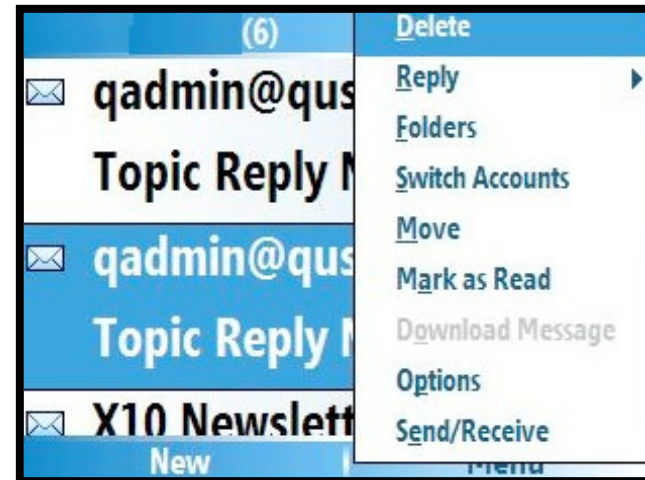 (6)
qadmin@qus
Topic Reply
qadmin@qus
Topic Reply
X10 Newslett
New
Delete
Reply
Folders
Switch Accounts
Move
Mark as Read
Download Message
Options
Send/Receive
Menu